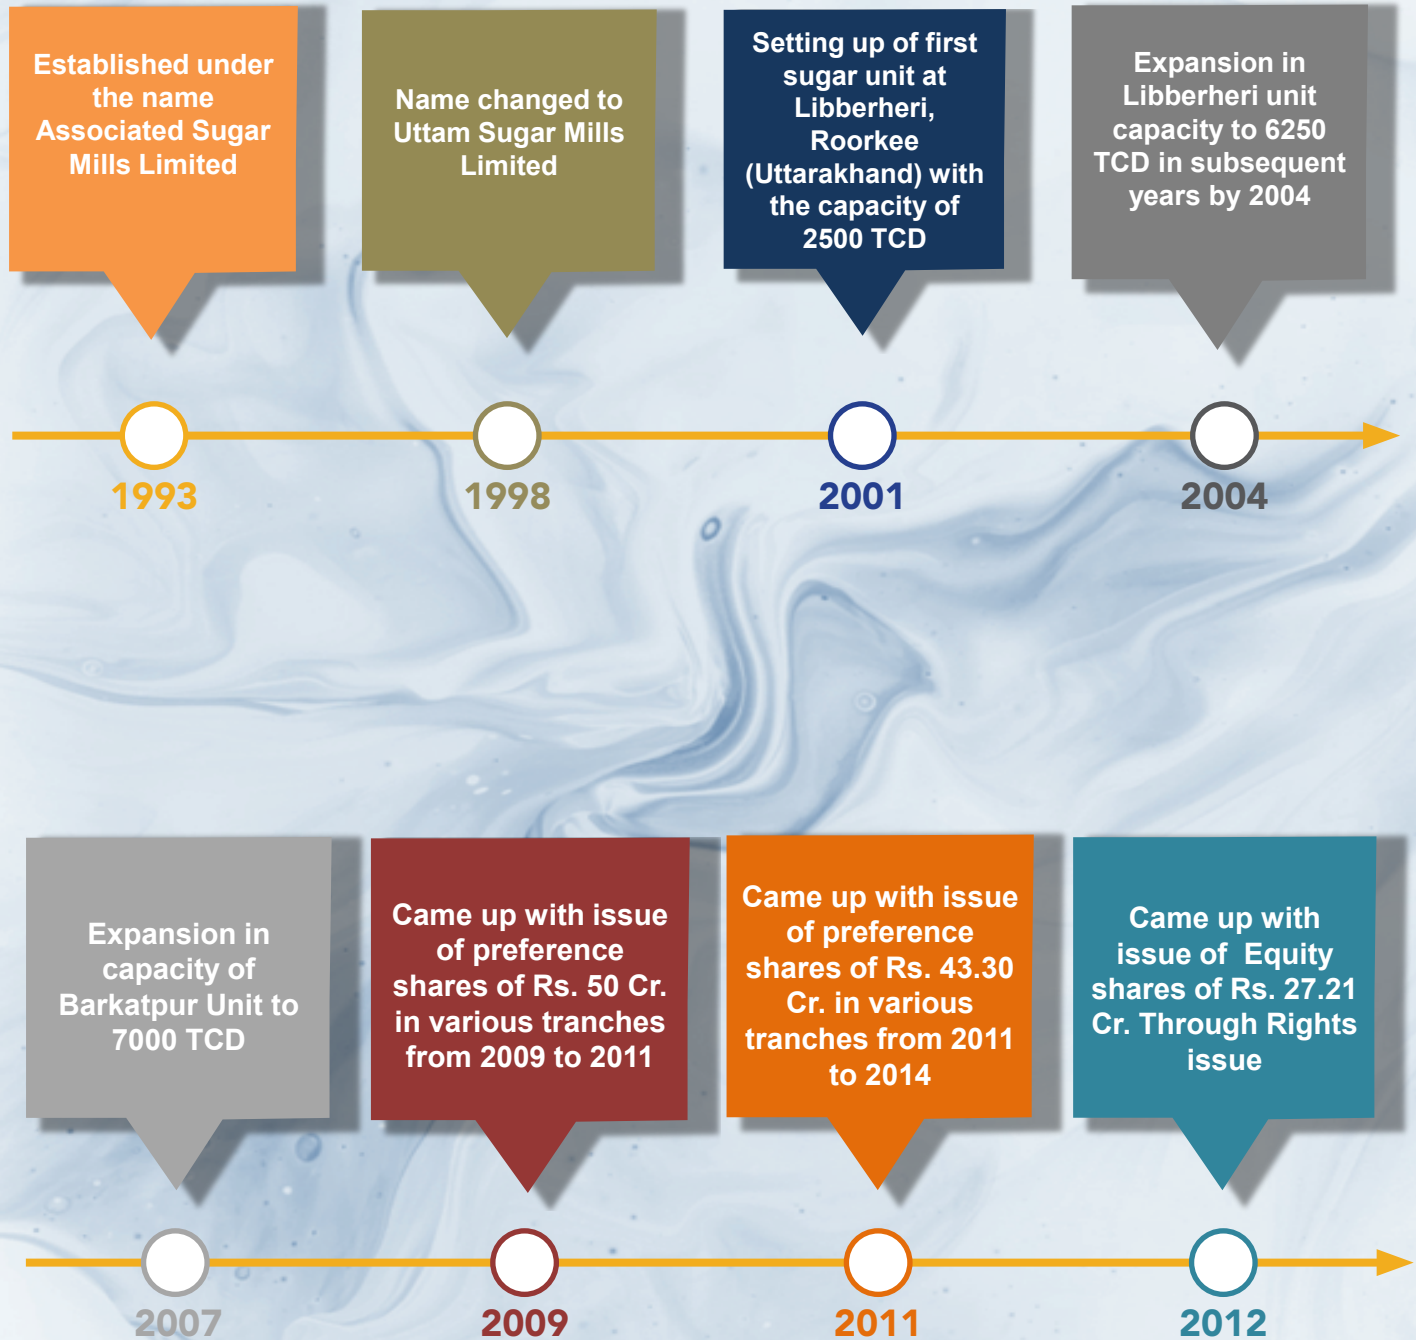 Established under
the name
Associated Sugar
Mills Limited
1993
Name changed to
Uttam Sugar Mills
Limited
1998
Setting up of first
sugar unit at
Libberheri,
Roorkee
(Uttarakhand) with
the capacity of
2500 TCD
2001
Expansion in
Libberheri unit
capacity to 6250
TCD in subsequent
years by 2004
2004
Expansion in
capacity of
Barkatpur Unit to
7000 TCD
2007
Came up with issue
of preference
shares of Rs. 50 Cr.
in various tranches
from 2009 to 2011
2009
Came up with issue
of preference
shares of Rs. 43.30
Cr. in various
tranches from 2011
to 2014
2011
Came up with
issue of  Equity
shares of Rs. 27.21
Cr. Through Rights
issue
2012